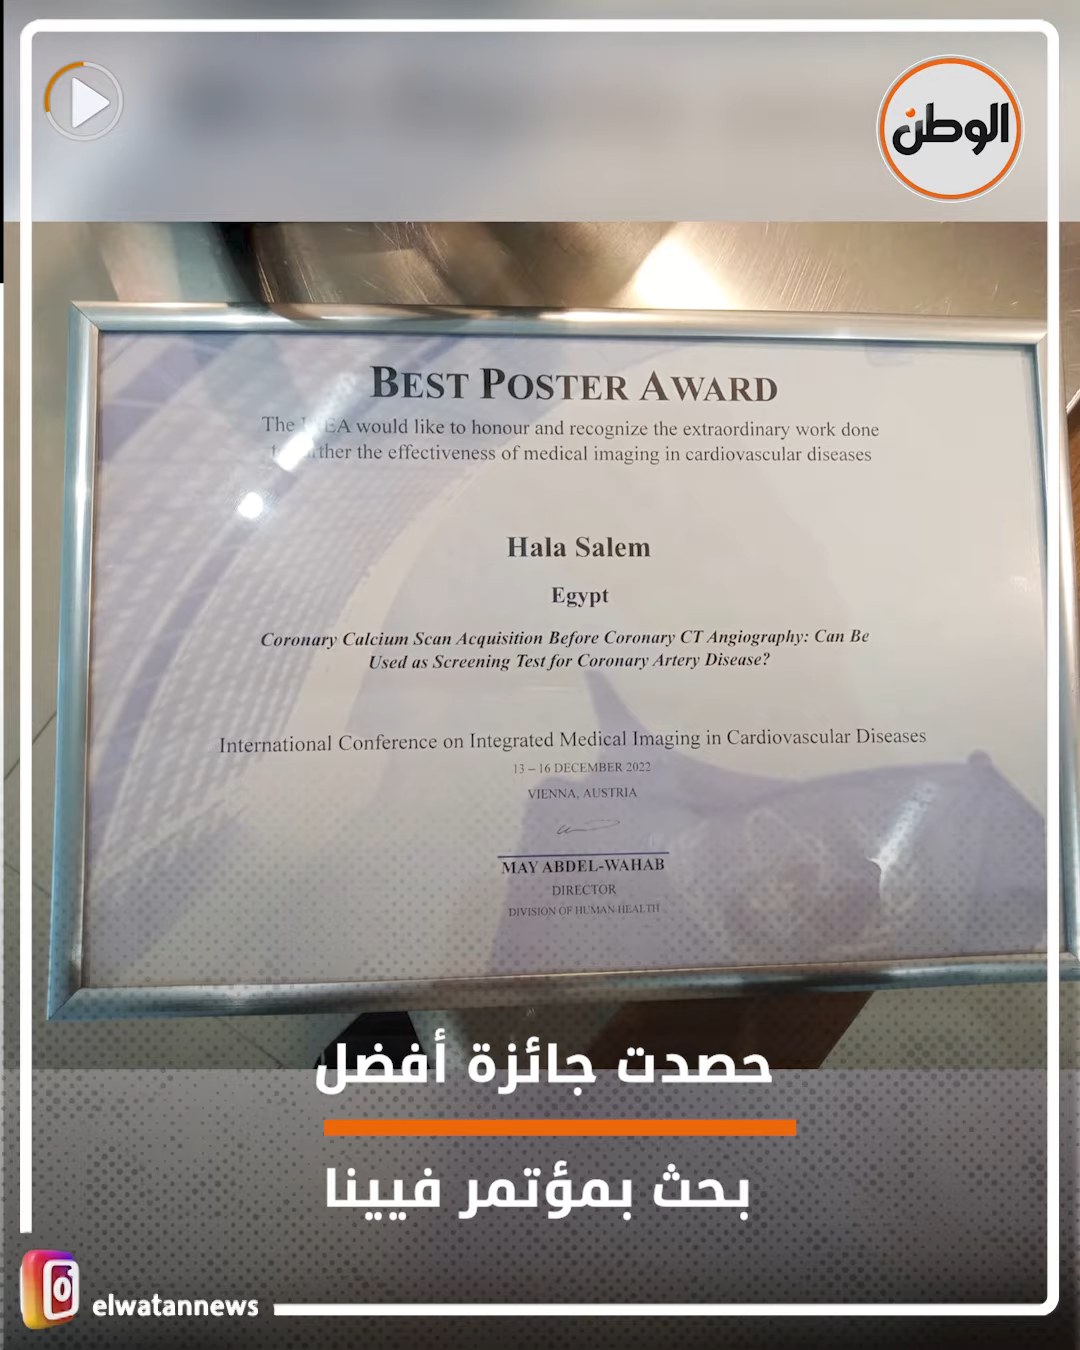 الوطن
BEST POSTER AWARD
The EA would like to honour and recognize the extraordinary work done
the effectiveness of medical imaging in cardiovascular diseases
Hala Salem
Egypt
Coronary Calcium Scan Acquisition Before Coronary CT Angiography: Can Be
Used as Screening Test for Coronary Artery Disease?
International Conference on Integrated Medical Imaging in Cardiovascular Diseases
13 – 16 DECEMBER 2022
VIENNA, AUSTRIA
MAY ABDEL-WAHAB
DIRECTOR
DIVISION OF HUMAN HEALTH
حصدت جائزة أفضل
بحث بمؤتمر فيينا
elwatannews